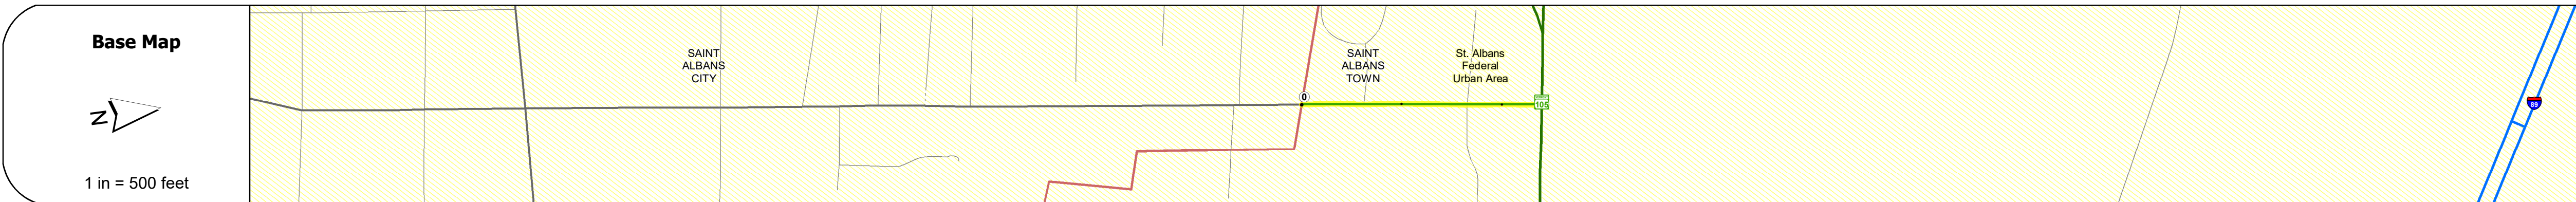 Base Map
N
1 in = 500 feet
SAINT
ALBANS
CITY
0
SAINT
ALBANS
TOWN
St. Albans
Federal
Urban Area
105
89